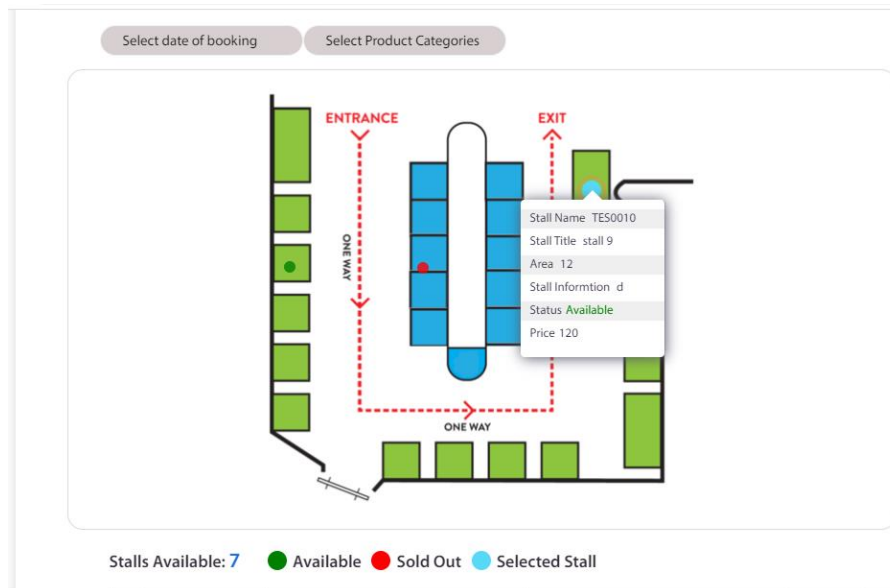 Select date of booking
Select Product Categories
ENTRANCE
EXIT
ONE WAY
Stall Name TES0010
Stall Title stall 9
Area 12
Stall Informtion d
Status Available
Price 120
ONE WAY
Stalls Available: 7
Available
Sold Out
Selected Stall